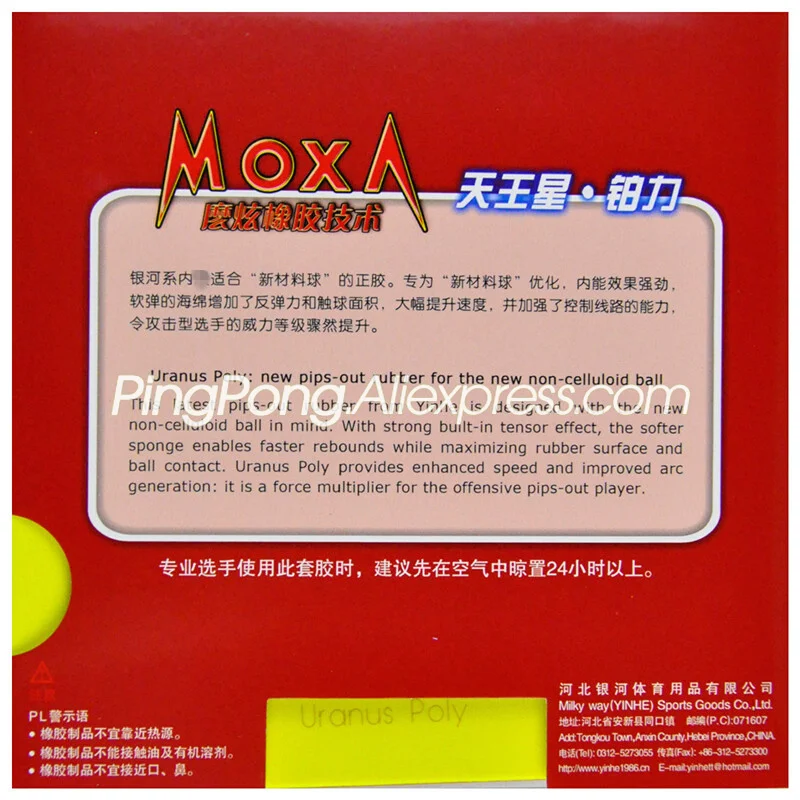 MOXA
天王星·铂力
魔炫橡胶技术
银河系内 适合“新材料球”的正胶。专为“新材料球”优化，内能效果强劲，
软弹的海绵增加了反弹力和触球面积，大幅提升速度，并加强了控制线路的能力，
令攻击型选手的威力等级骤然提升。
Uranus Poly: new pips-out rubber for the new non-celluloid ball
PingPong.Aliexpress.com
This latest pips-out rubber from Yinhe is designed with the new
non-celluloid ball in mind. With strong built-in tensor effect, the softer
sponge enables faster rebounds while maximizing rubber surface and
ball contact. Uranus Poly provides enhanced speed and improved arc
generation: it is a force multiplier for the offensive pips-out player.
专业选手使用此套胶时，建议先在空气中晾置24小时以上。
PL警示语
•橡胶制品不宜靠近热源。
•橡胶制品不能接触油及有机溶剂。
•橡胶制品不宜接近口、鼻。
Uranus Poly
河北银河体育用品有限公司
Milky way(YINHE) Sports Goods Co.,Ltd.
地址:河北省安新县同口镇 邮编(P.C):071607
Add:Tongkou Town,Anxin County,Hebei Province,CHINA.
电话(Tel): 0312-5273055 传真(Fax): +86-312-5273300
http://www.yinhe1986.cn E-mail:yinhett@hotmail.com